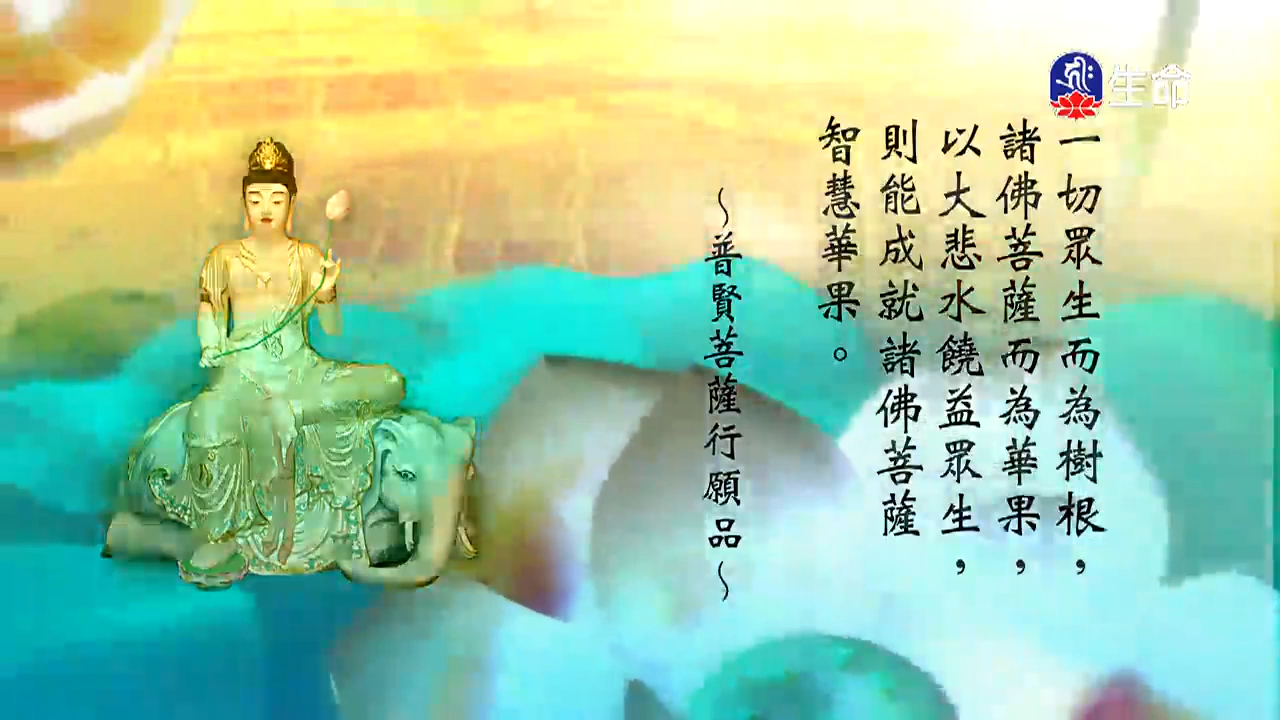 生命
一切眾生而為樹根，
諸佛菩薩而為華果，
以大悲水饒益眾生，
則能成就諸佛菩薩
智慧華果。
～普賢菩薩行願品～